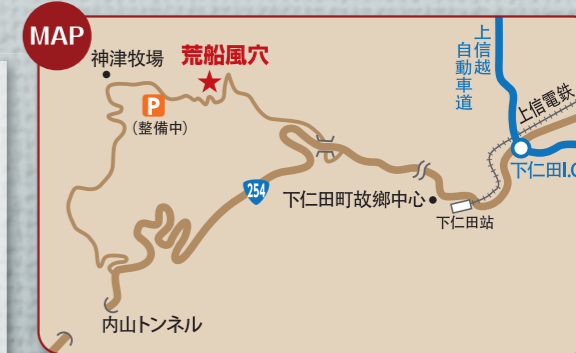 MAP
神津牧場
荒船風穴
P
(整備中)
上信越
自動車道
上信電鉄
下仁田I.C
254
下仁田町故郷中心
下仁田站
内山トンネル